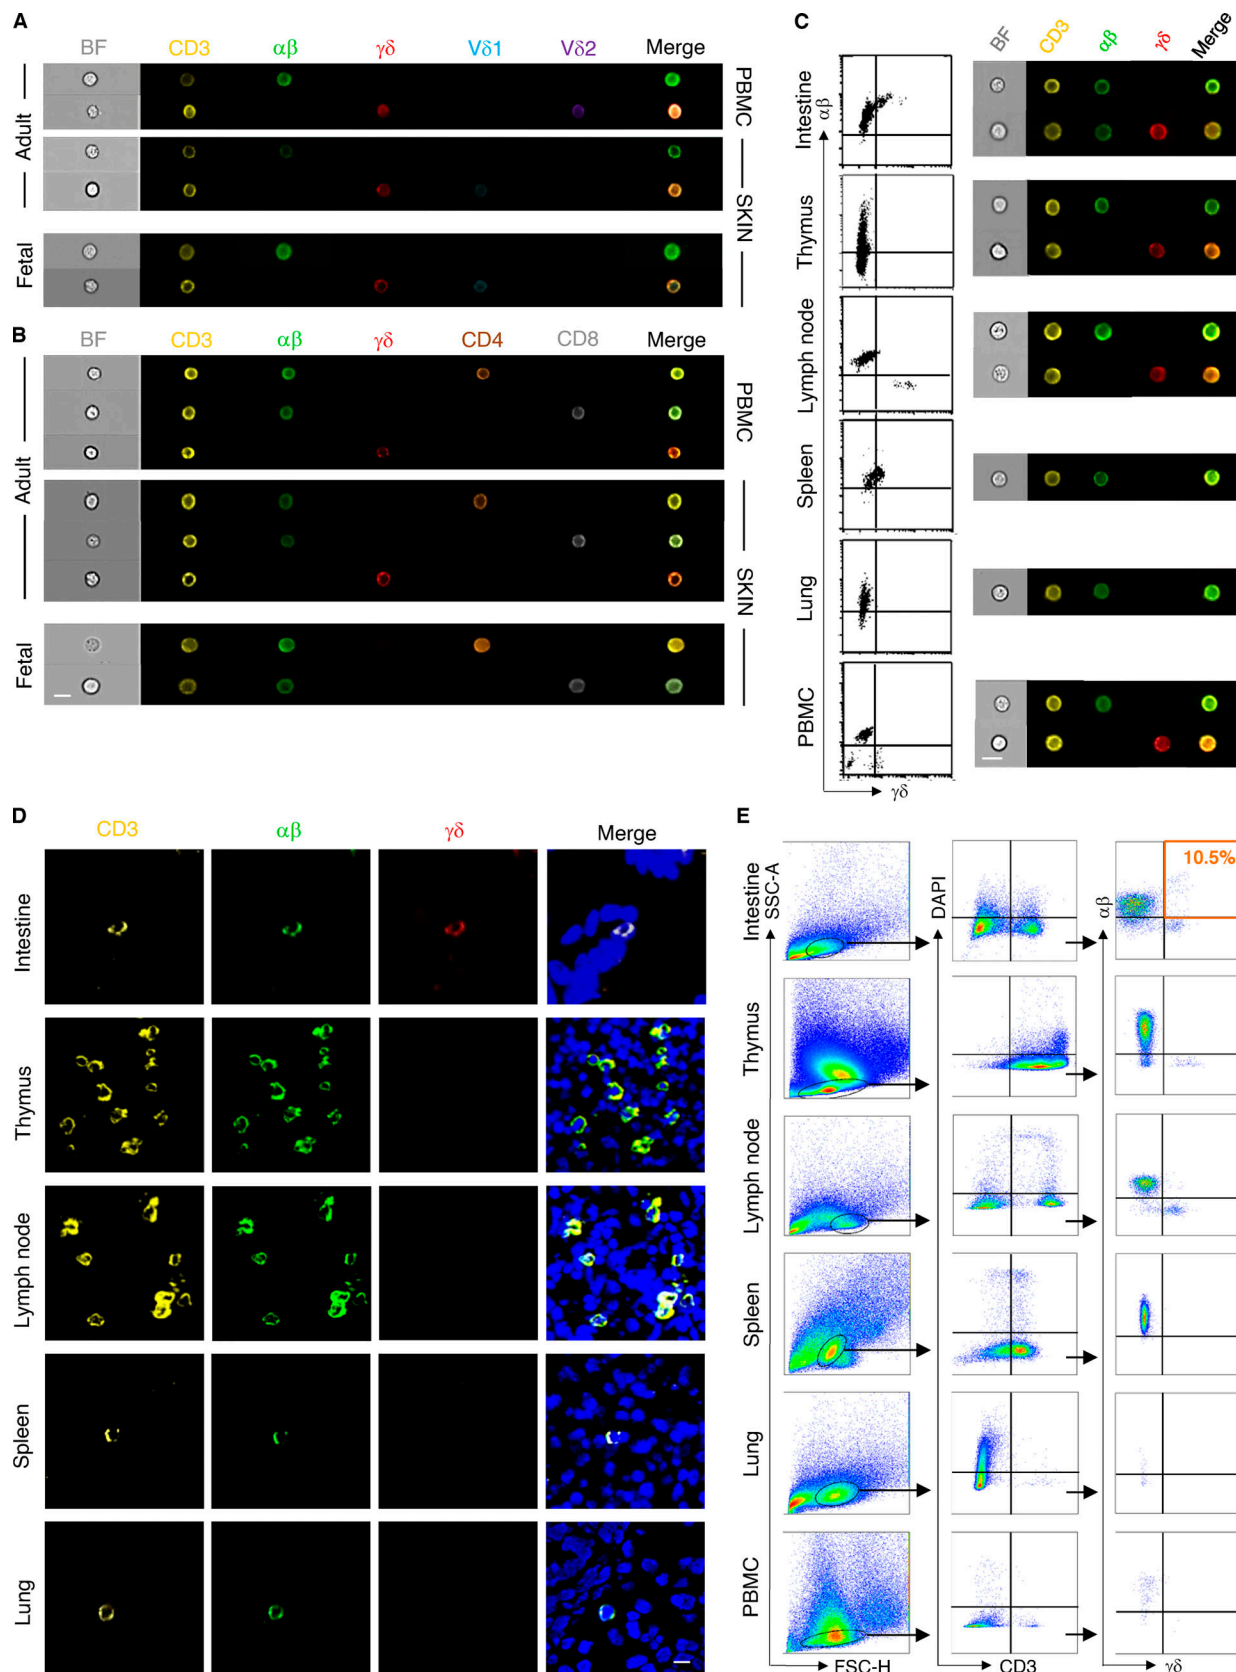 A
BF CD3 αβ γδ Vδ1 Vδ2 Merge
Adult
Fetal
PBMC
SKIN
B
BF CD3 αβ γδ CD4 CD8 Merge
Adult
Fetal
PBMC
SKIN
C
BF CD3 αβ γδ Merge
αβ
Intestine
Thymus
Lymph node
Spleen
Lung
PBMC
γδ
D
CD3 αβ γδ Merge
Intestine
Thymus
Lymph node
Spleen
Lung
E
Intestine
Thymus
Lymph node
Spleen
Lung
PBMC
SSC-A
DAPI
αβ
10.5%
FSC-H
CD3
γδ